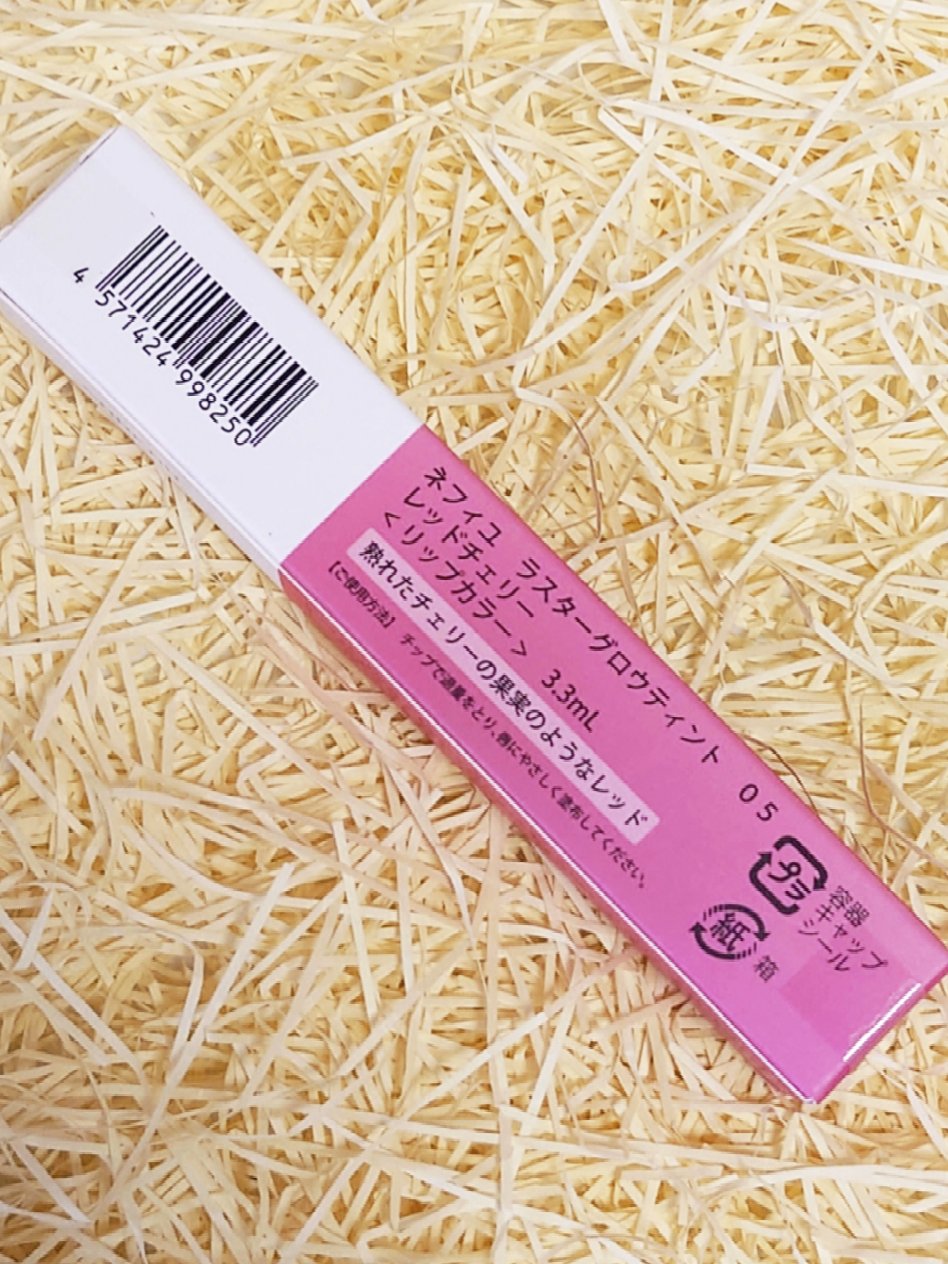 4 571424 998250
ネフィユ ラスターグロウティント 05
レッドチェリー
<リップカラー> 3.3mL
熟れたチェリーの果実のようなレッド
【ご使用方法】 チップで適量をとり、唇にやさしく塗布してください。
プラ
容器
キャップ
シール
紙 箱